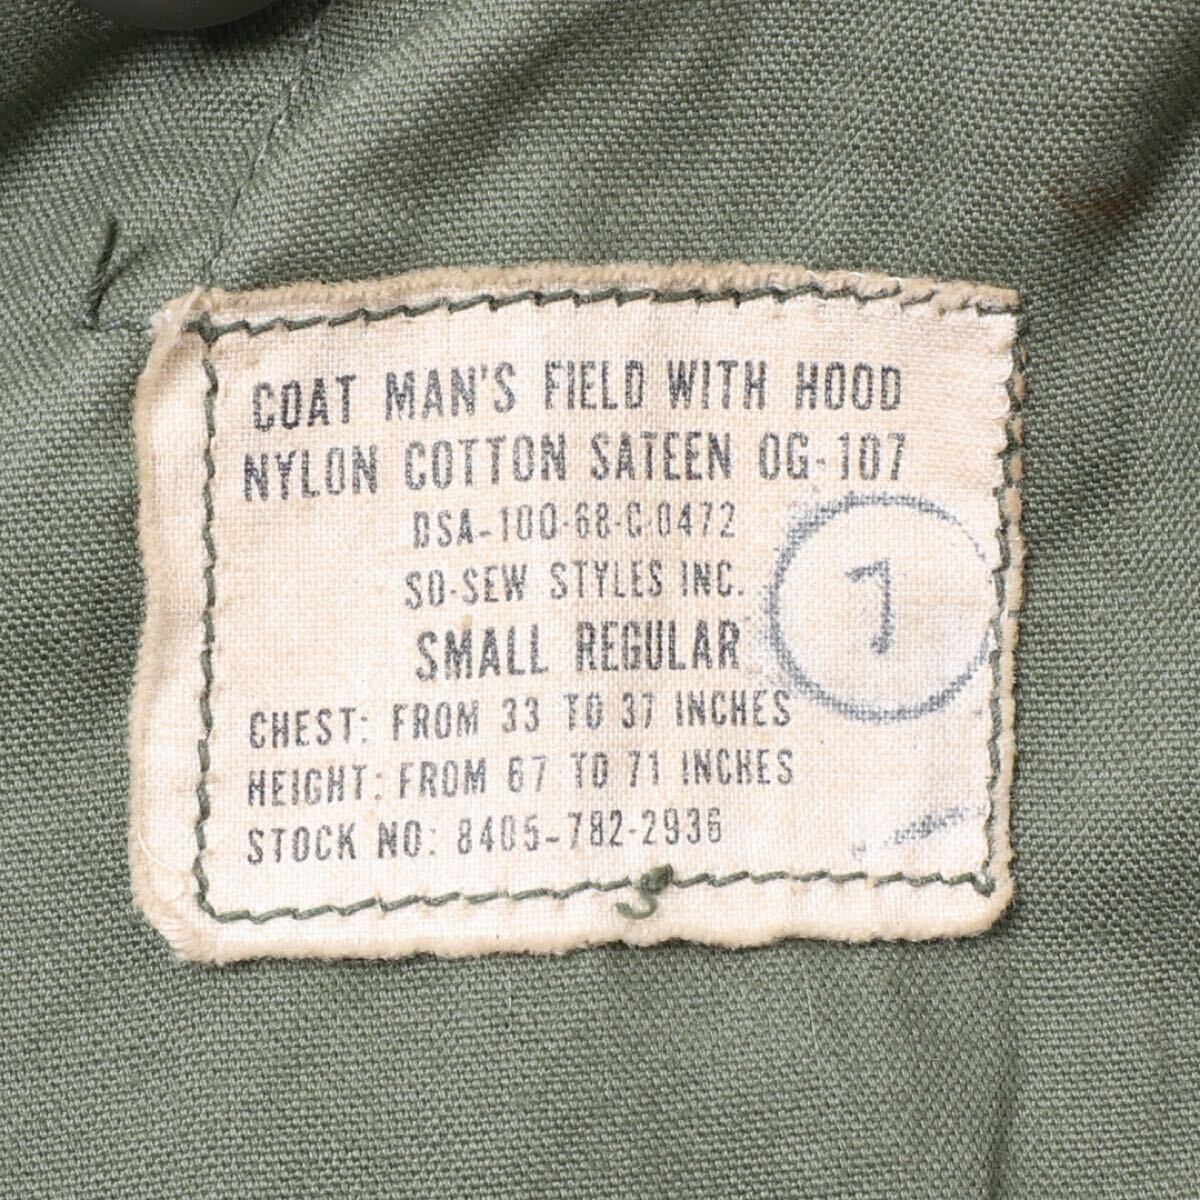 COAT MAN'S FIELD WITH HOOD
NYLON COTTON SATEEN OG-107
DSA-100-68-C-0472
SO-SEW STYLES INC.
SMALL REGULAR
CHEST: FROM 33 TO 37 INCHES
HEIGHT: FROM 67 TO 71 INCHES
STOCK NO: 8405-782-2936